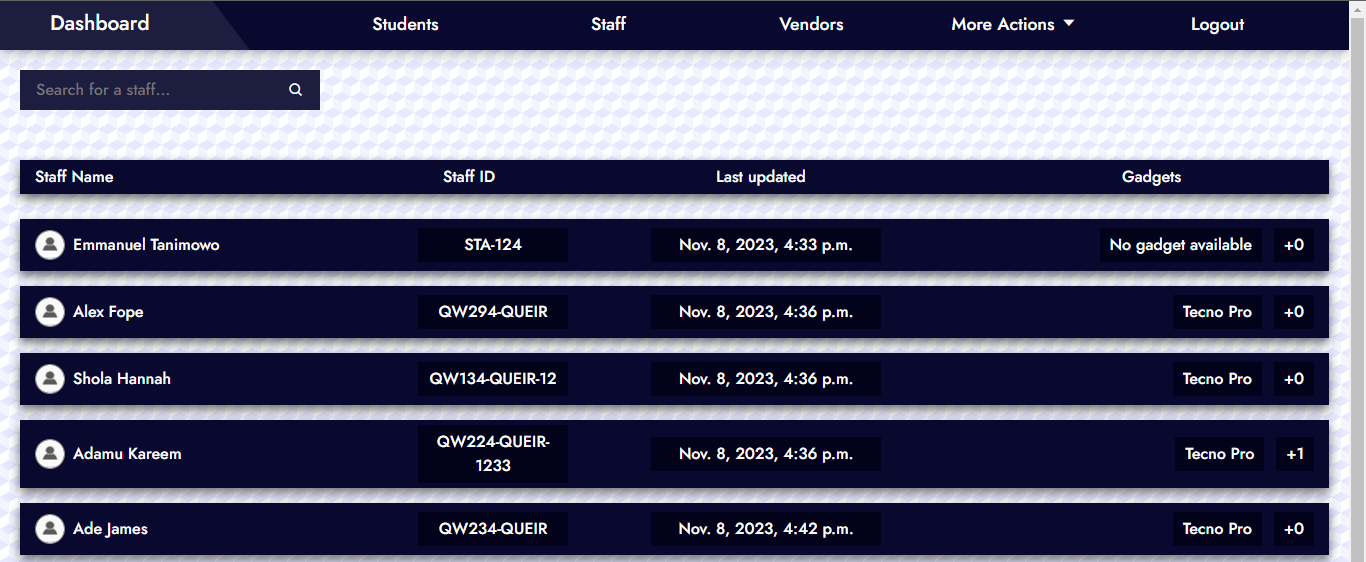 Dashboard Students Staff Vendors More Actions Logout
Search for a staff...
Staff Name Staff ID Last updated Gadgets
Emmanuel Tanimowo STA-124 Nov. 8, 2023, 4:33 p.m. No gadget available +0
Alex Fope QW294-QUEIR Nov. 8, 2023, 4:36 p.m. Tecno Pro +0
Shola Hannah QW134-QUEIR-12 Nov. 8, 2023, 4:36 p.m. Tecno Pro +0
Adamu Kareem QW224-QUEIR-
1233 Nov. 8, 2023, 4:36 p.m. Tecno Pro +1
Ade James QW234-QUEIR Nov. 8, 2023, 4:42 p.m. Tecno Pro +0